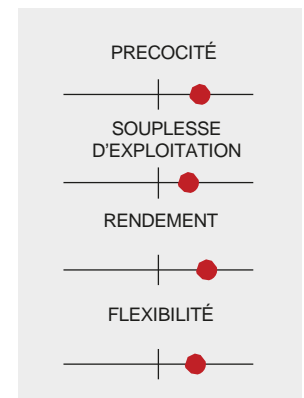 PRECOCITÉ
SOUPLESSE
D'EXPLOITATION
RENDEMENT
FLEXIBILITÉ